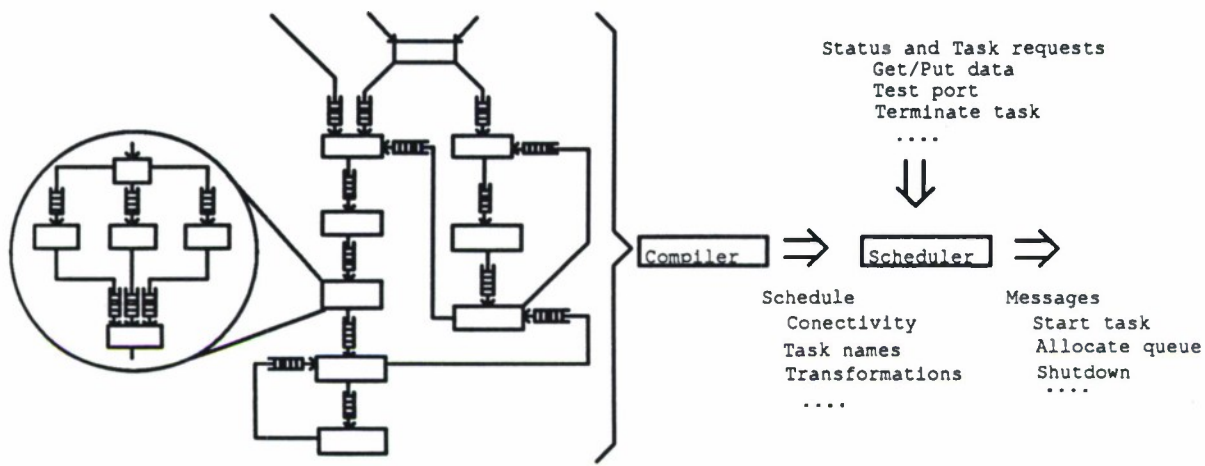 Status and Task requests
Get/Put data
Test port
Terminate task
....
Compiler
Scheduler
Schedule
Conectivity
Task names
Transformations
....
Messages
Start task
Allocate queue
Shutdown
....